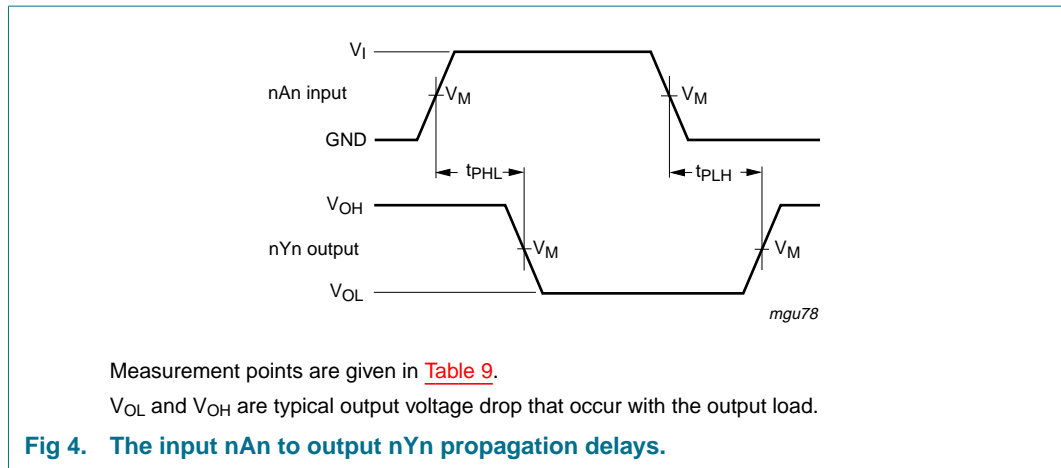 VI
nAn input
VM
VM
GND
tPHL
tPLH
VOH
nYn output
VM
VM
VOL
mgu78
Measurement points are given in Table 9.
VOL and VOH are typical output voltage drop that occur with the output load.
Fig 4. The input nAn to output nYn propagation delays.